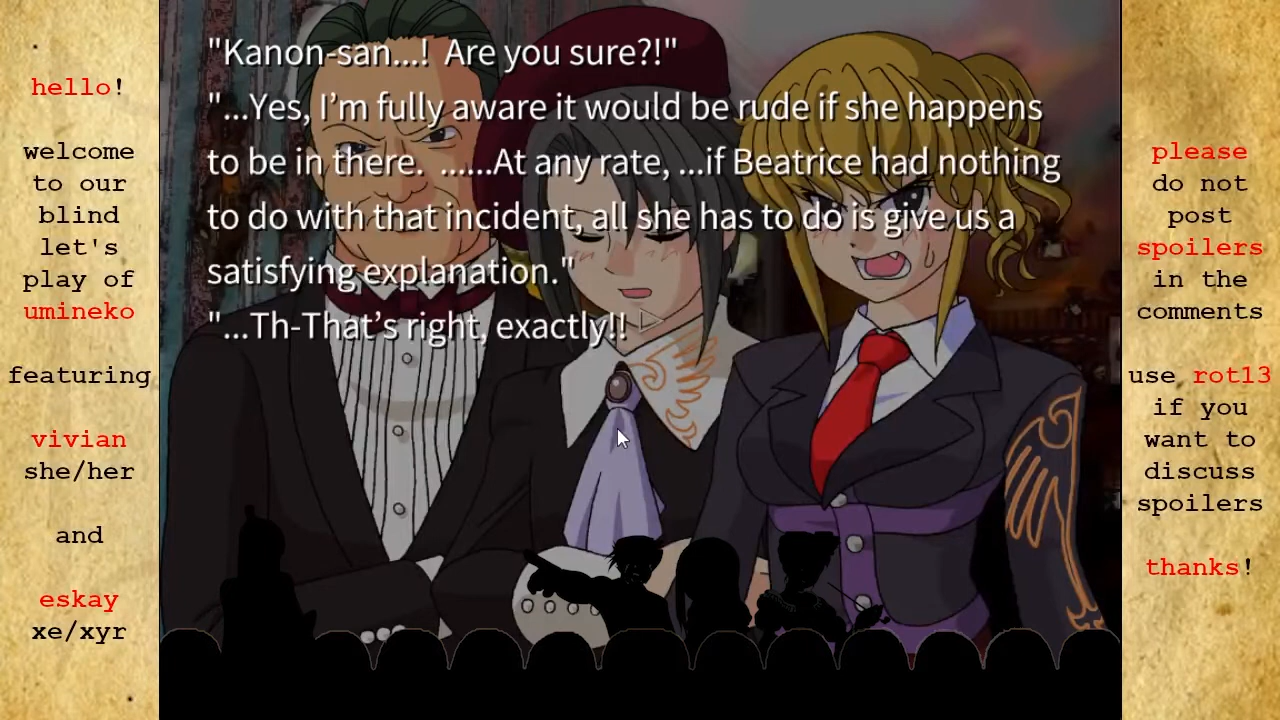 hello!
welcome
to our
blind
let's
play of
umineko
featuring
vivian
she/her
and
eskay
xe/xyr
"Kanon-san...!  Are you sure?!"
"...Yes, I’m fully aware it would be rude if she happens
to be in there.  ......At any rate, ...if Beatrice had nothing
to do with that incident, all she has to do is give us a
satisfying explanation."
"...Th-That’s right, exactly!!
please
do not
post
spoilers
in the
comments
use rot13
if you
want to
discuss
spoilers
thanks!